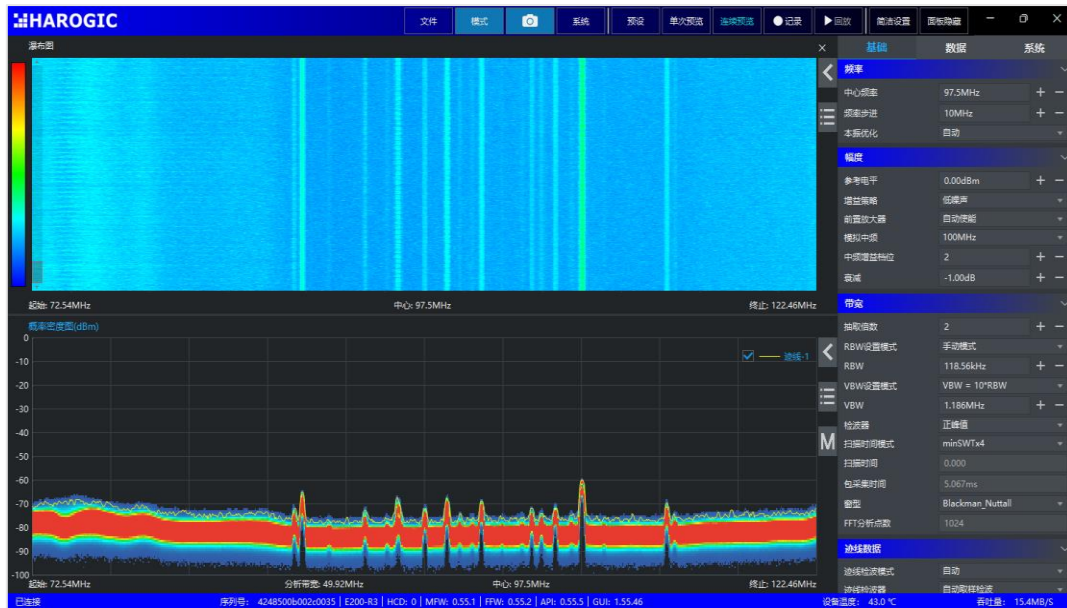 HAROGIC
文件 模式 系统 预设 单次预览 连续预览 记录 回放 简洁设置 面板隐藏
瀑布图
起始: 72.54MHz 中心: 97.5MHz 终止: 122.46MHz
概率密度图(dBm)
0
-10
-20
-30
-40
-50
-60
-70
-80
-90
-100
迹线-1
M
起始: 72.54MHz 分析带宽: 49.92MHz 中心: 97.5MHz 终止: 122.46MHz
基础 数据 系统
频率
中心频率 97.5MHz
频率步进 10MHz
本振优化 自动
幅度
参考电平 0.00dBm
增益策略 低噪声
前置放大器 自动使能
模拟中频 100MHz
中频增益档位 2
衰减 -1.00dB
带宽
抽取倍数 2
RBW设置模式 手动模式
RBW 118.56kHz
VBW设置模式 VBW = 10*RBW
VBW 1.186MHz
检波器 正峰值
扫描时间模式 minSWTx4
扫描时间 0.000
包采集时间 5.067ms
窗型 Blackman_Nuttall
FFT分析点数 1024
迹线数据
迹线检波模式 自动
迹线检波器 自动取样检波
已连接 序列号: 4248500b002c0035 | E200-R3 | HCD: 0 | MFW: 0.55.1 | FFW: 0.55.2 | API: 0.55.5 | GUI: 1.55.46 设备温度: 43.0 ℃ 吞吐量: 15.4MB/S